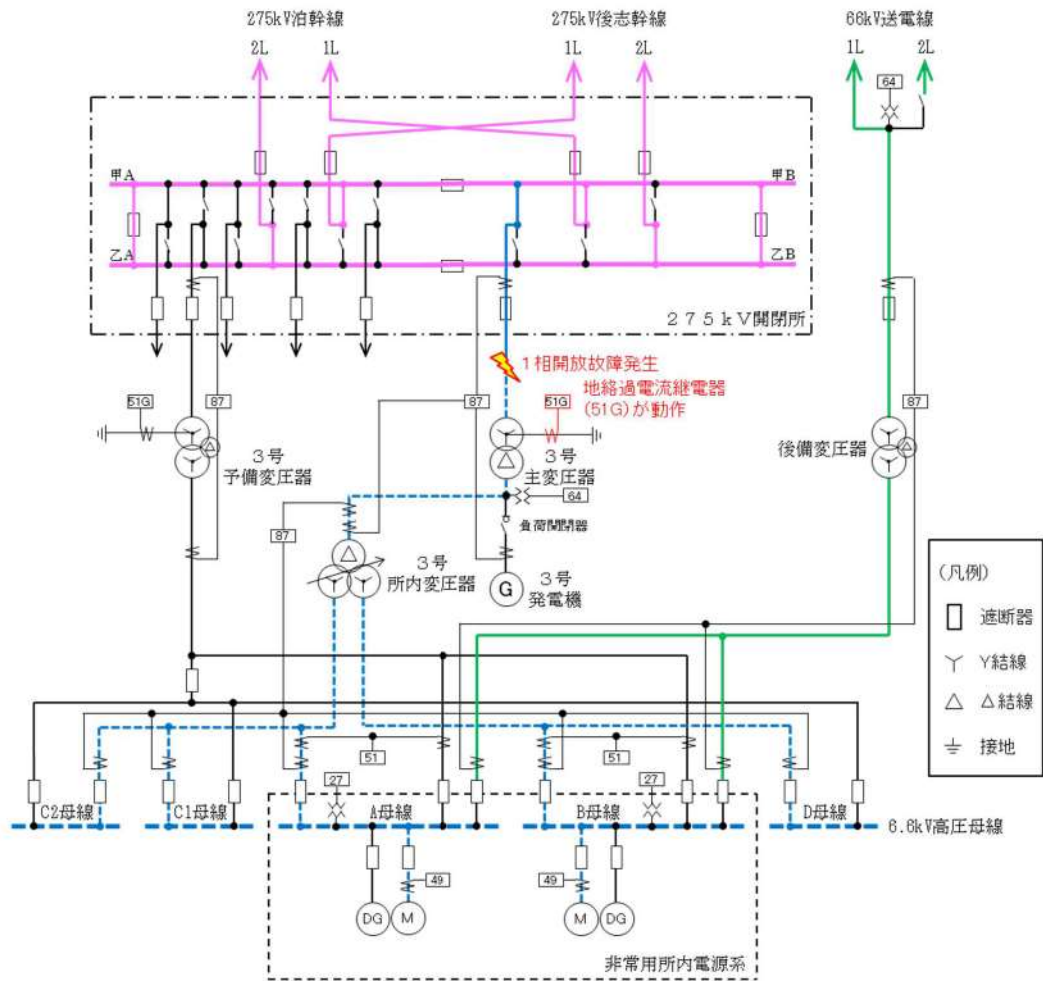 275kV泊幹線
275kV後志幹線
66kV送電線
2L
1L
1L
2L
1L
2L
64
甲A
甲B
乙A
乙B
275kV開閉所
1相開放故障発生
地絡過電流継電器
(51G)が動作
51G
87
87
51G
87
3号
予備変圧器
3号
主変圧器
後備変圧器
64
負荷開閉器
87
3号
所内変圧器
G
3号
発電機
(凡例)
遮断器
Y結線
△結線
接地
51
51
27
27
C2母線
C1母線
A母線
B母線
D母線
6.6kV高圧母線
49
49
DG
M
M
DG
非常用所内電源系